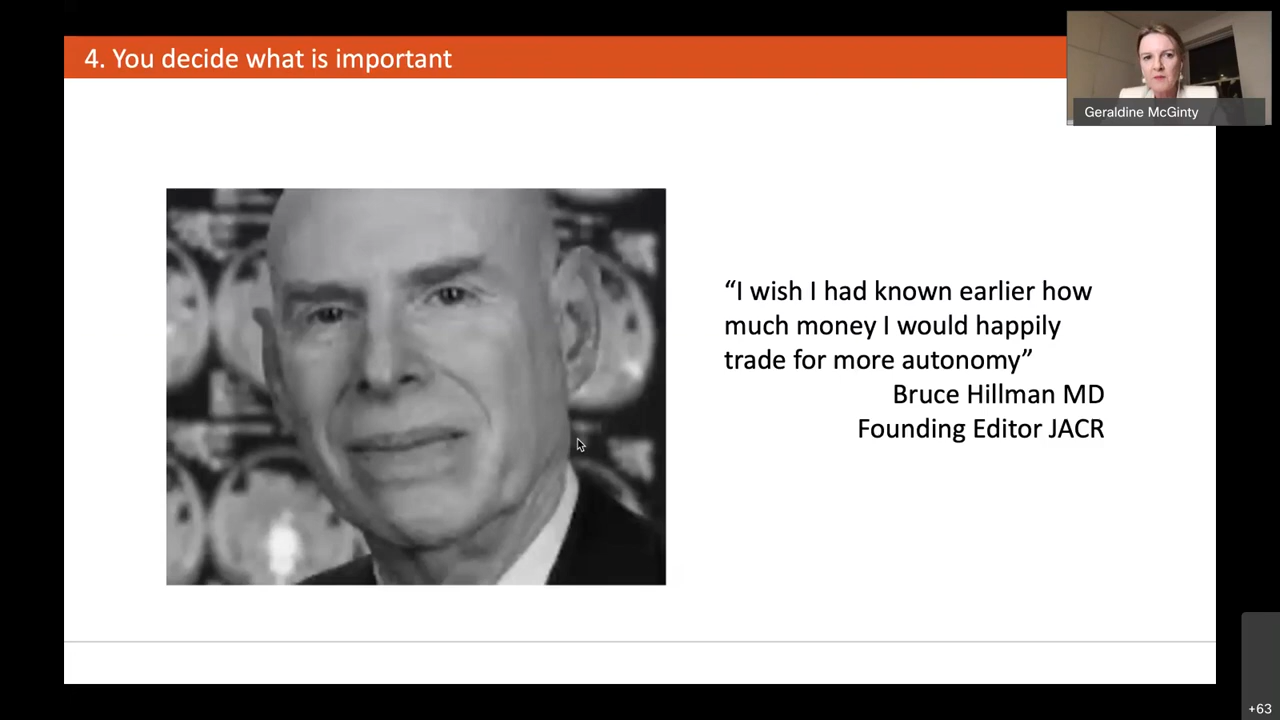 4. You decide what is important
Geraldine McGinty
“I wish I had known earlier how
much money I would happily
trade for more autonomy”
Bruce Hillman MD
Founding Editor JACR
+63